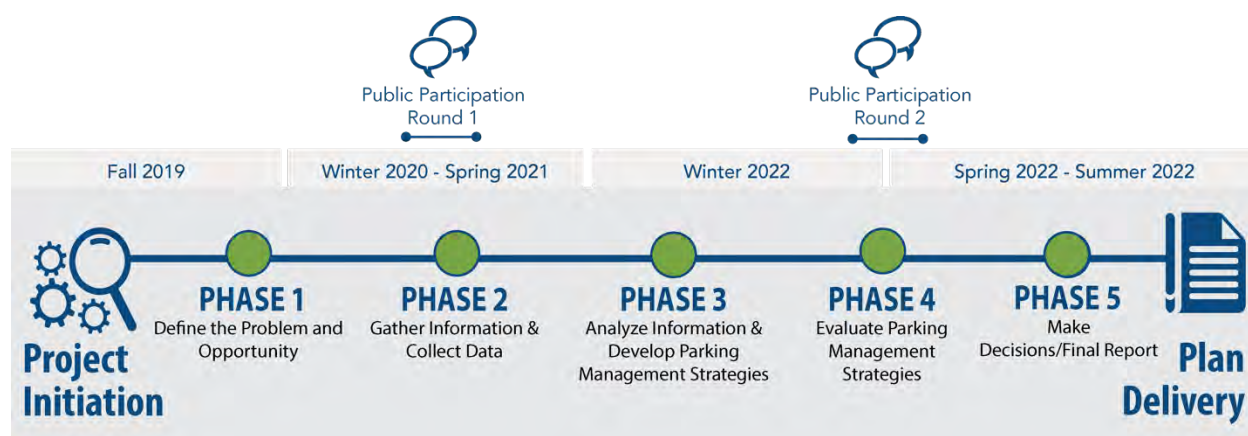 Public Participation
Round 1
Public Participation
Round 2
Fall 2019
Winter 2020 - Spring 2021
Winter 2022
Spring 2022 - Summer 2022
Project
Initiation
PHASE 1
Define the Problem and
Opportunity
PHASE 2
Gather Information &
Collect Data
PHASE 3
Analyze Information &
Develop Parking
Management Strategies
PHASE 4
Evaluate Parking
Management
Strategies
PHASE 5
Make
Decisions/Final Report
Plan
Delivery